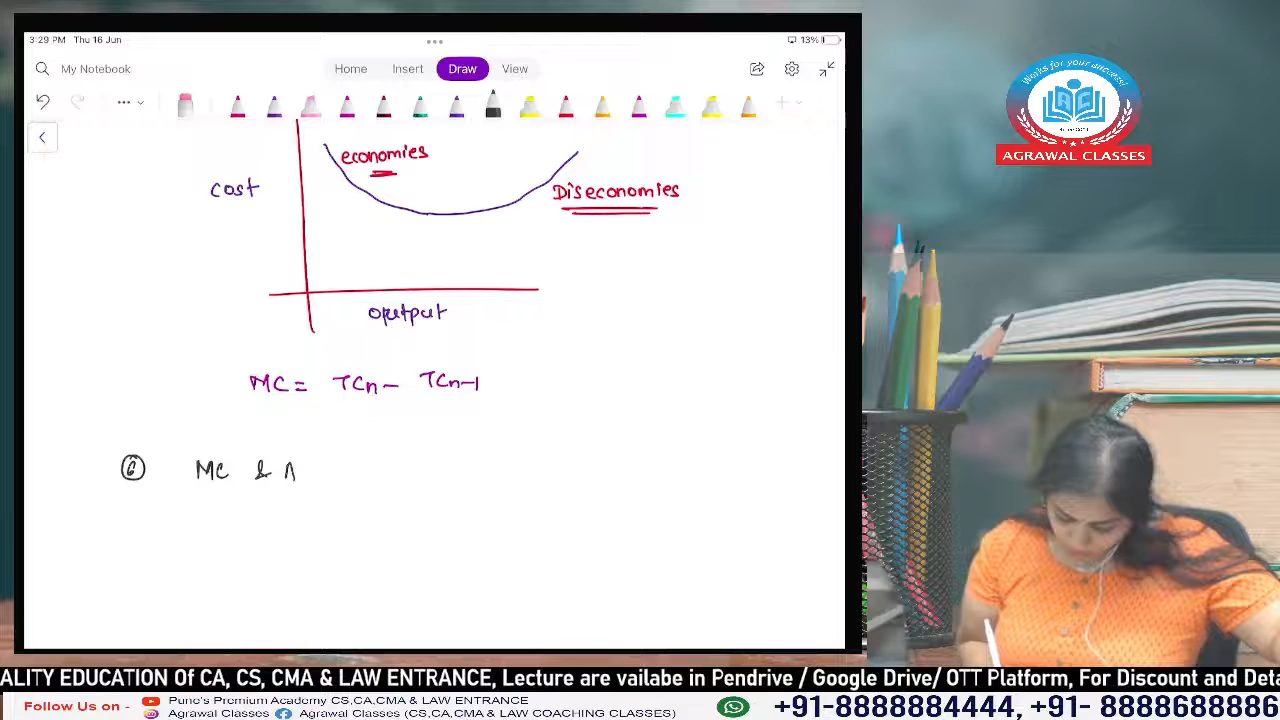 3:29 PM Thu 16 Jun
13%
My Notebook
Home Insert Draw View
economies
cost
Diseconomies
output
MC = TCn - TCn-1
⑥ MC & A
Works for your success!
AC
AGRAWAL CLASSES
ALITY EDUCATION Of CA, CS, CMA & LAW ENTRANCE, Lecture are vailabe in Pendrive / Google Drive/ OTT Platform, For Discount and Deta
Follow Us on -
Pune's Premium Academy CS,CA,CMA & LAW ENTRANCE
Agrawal Classes Agrawal Classes (CS,CA,CMA & LAW COACHING CLASSES)
+91-8888884444, +91- 8888688886